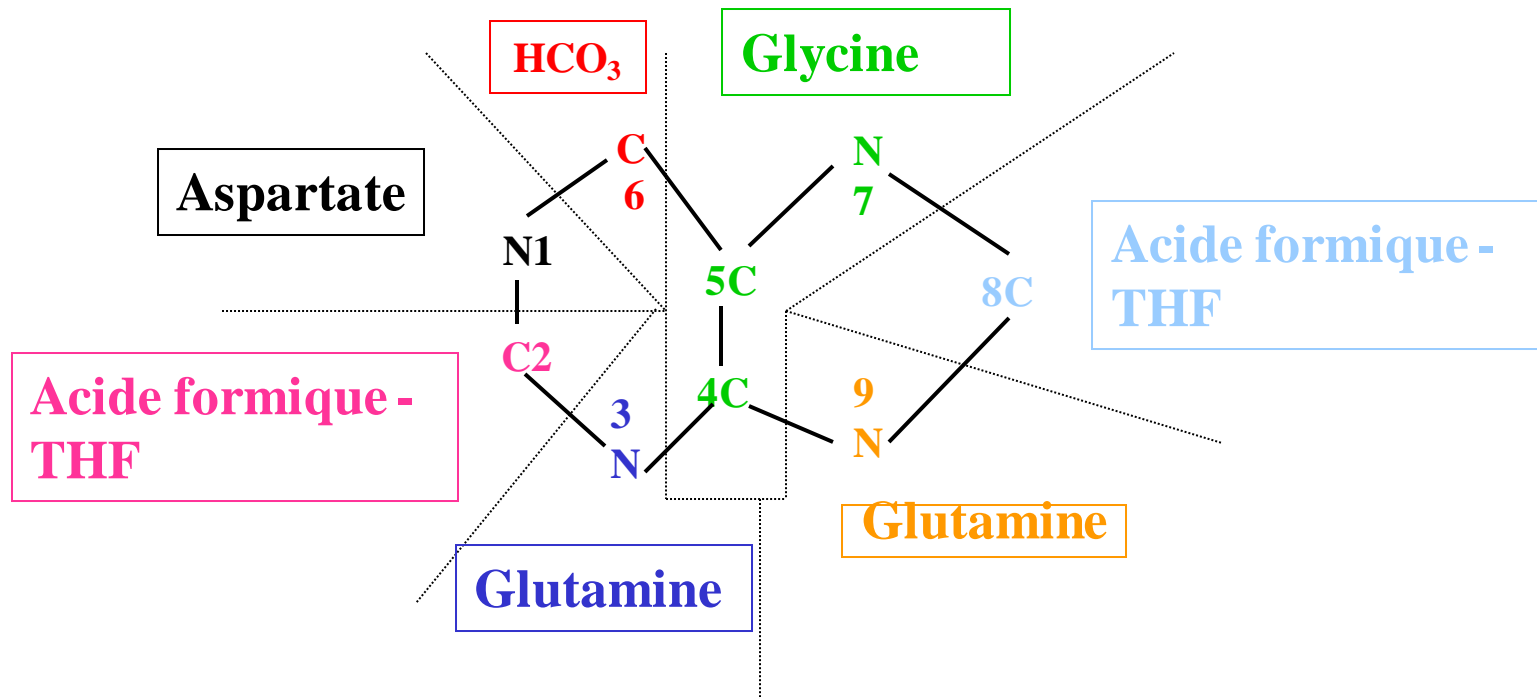 HCO₃
Glycine
C
6
N
7
Aspartate
N1
5C
8C
Acide formique -
THF
C2
4C
Acide formique -
THF
3
N
9
N
Glutamine
Glutamine